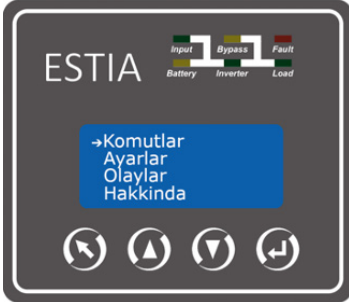 ESTIA
Input Bypass Fault
Battery Inverter Load
→Komutlar
Ayarlar
Olaylar
Hakkinda